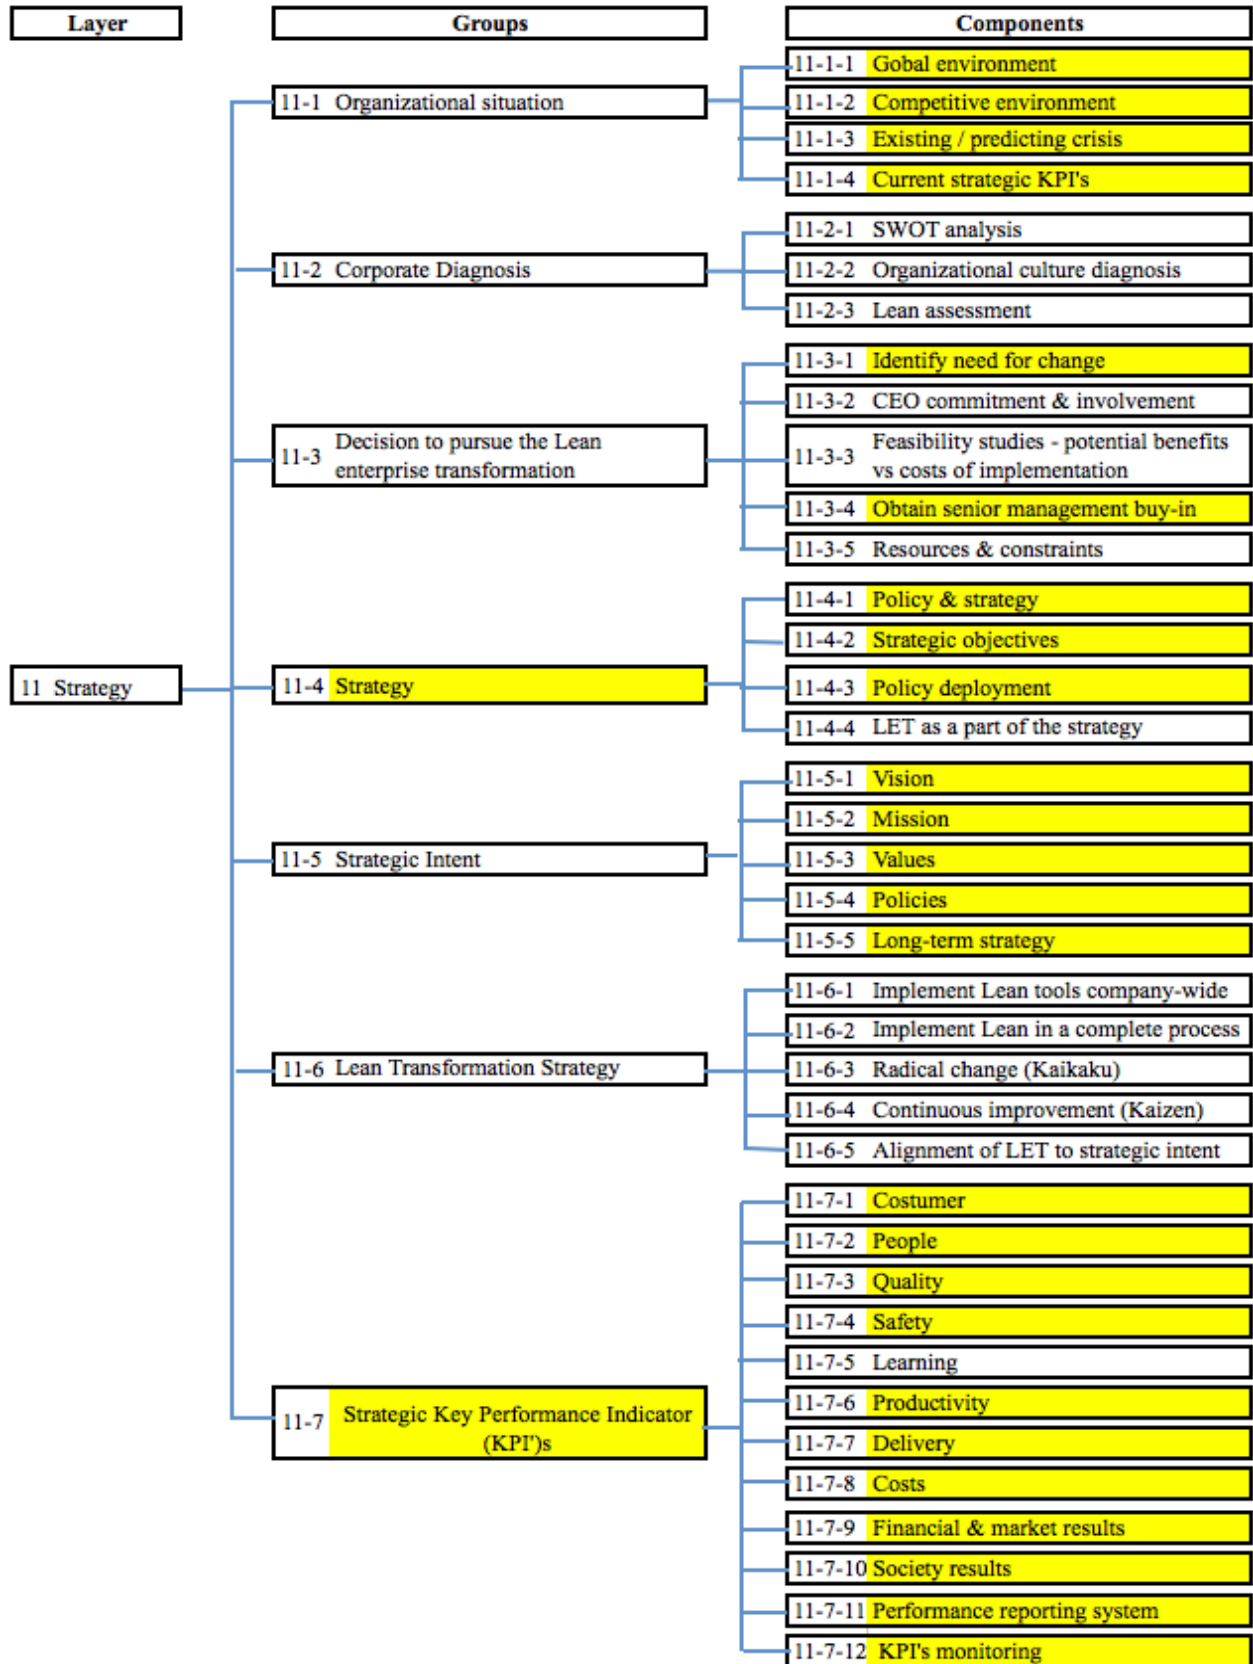 Layer
Groups
Components
11 Strategy
11-1 Organizational situation
11-1-1 Gobal environment
11-1-2 Competitive environment
11-1-3 Existing / predicting crisis
11-1-4 Current strategic KPI's
11-2 Corporate Diagnosis
11-2-1 SWOT analysis
11-2-2 Organizational culture diagnosis
11-2-3 Lean assessment
11-3 Decision to pursue the Lean
enterprise transformation
11-3-1 Identify need for change
11-3-2 CEO commitment & involvement
11-3-3 Feasibility studies - potential benefits
vs costs of implementation
11-3-4 Obtain senior management buy-in
11-3-5 Resources & constraints
11-4 Strategy
11-4-1 Policy & strategy
11-4-2 Strategic objectives
11-4-3 Policy deployment
11-4-4 LET as a part of the strategy
11-5 Strategic Intent
11-5-1 Vision
11-5-2 Mission
11-5-3 Values
11-5-4 Policies
11-5-5 Long-term strategy
11-6 Lean Transformation Strategy
11-6-1 Implement Lean tools company-wide
11-6-2 Implement Lean in a complete process
11-6-3 Radical change (Kaikaku)
11-6-4 Continuous improvement (Kaizen)
11-6-5 Alignment of LET to strategic intent
11-7 Strategic Key Performance Indicator
(KPI')s
11-7-1 Costumer
11-7-2 People
11-7-3 Quality
11-7-4 Safety
11-7-5 Learning
11-7-6 Productivity
11-7-7 Delivery
11-7-8 Costs
11-7-9 Financial & market results
11-7-10 Society results
11-7-11 Performance reporting system
11-7-12 KPI's monitoring